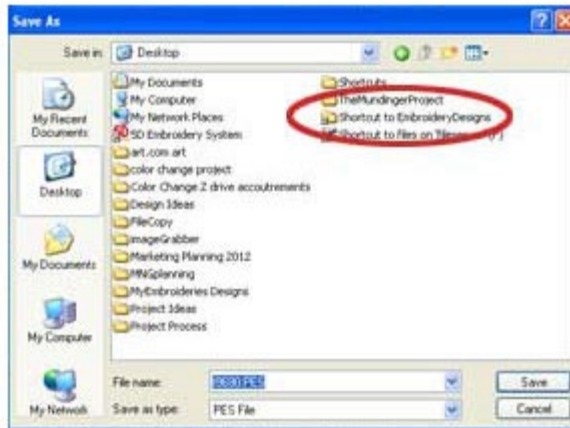 Save As
Save in:
Desktop
My Recent
Documents
Desktop
My Documents
My Computer
My Network
My Documents
My Computer
My Network Places
5D Embroidery System
art.com art
color change project
Color Change Z drive accoutrements
Design Ideas
FileCopy
imageGrabber
Marketing Planning 2012
MNGplanning
MyEmbroideries Designs
Project Ideas
Project Process
Shortcuts
TheMundingerProject
Shortcut to EmbroideryDesigns
Shortcut to files on
File name:
.PES
Save
Save as type:
PES File
Cancel